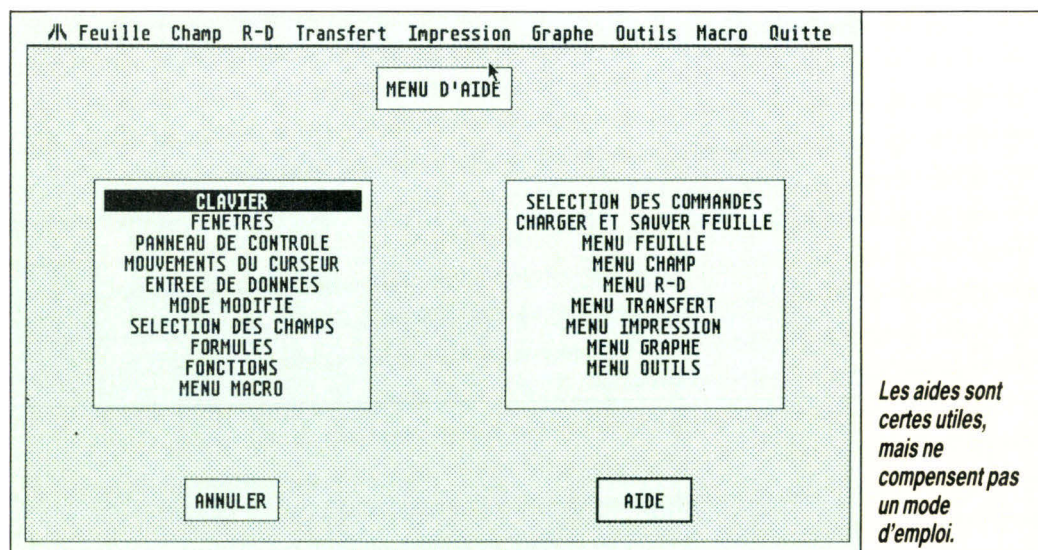 Feuille Champ R-D Transfert Impression Graphe Outils Macro Quitte
MENU D'AIDE
CLAVIER
FENETRES
PANNEAU DE CONTROLE
MOUVEMENTS DU CURSEUR
ENTREE DE DONNEES
MODE MODIFIE
SELECTION DES CHAMPS
FORMULES
FONCTIONS
MENU MACRO
SELECTION DES COMMANDES
CHARGER ET SAUVER FEUILLE
MENU FEUILLE
MENU CHAMP
MENU R-D
MENU TRANSFERT
MENU IMPRESSION
MENU GRAPHE
MENU OUTILS
ANNULER
AIDE
Les aides sont
certes utiles,
mais ne
compensent pas
un mode
d'emploi.